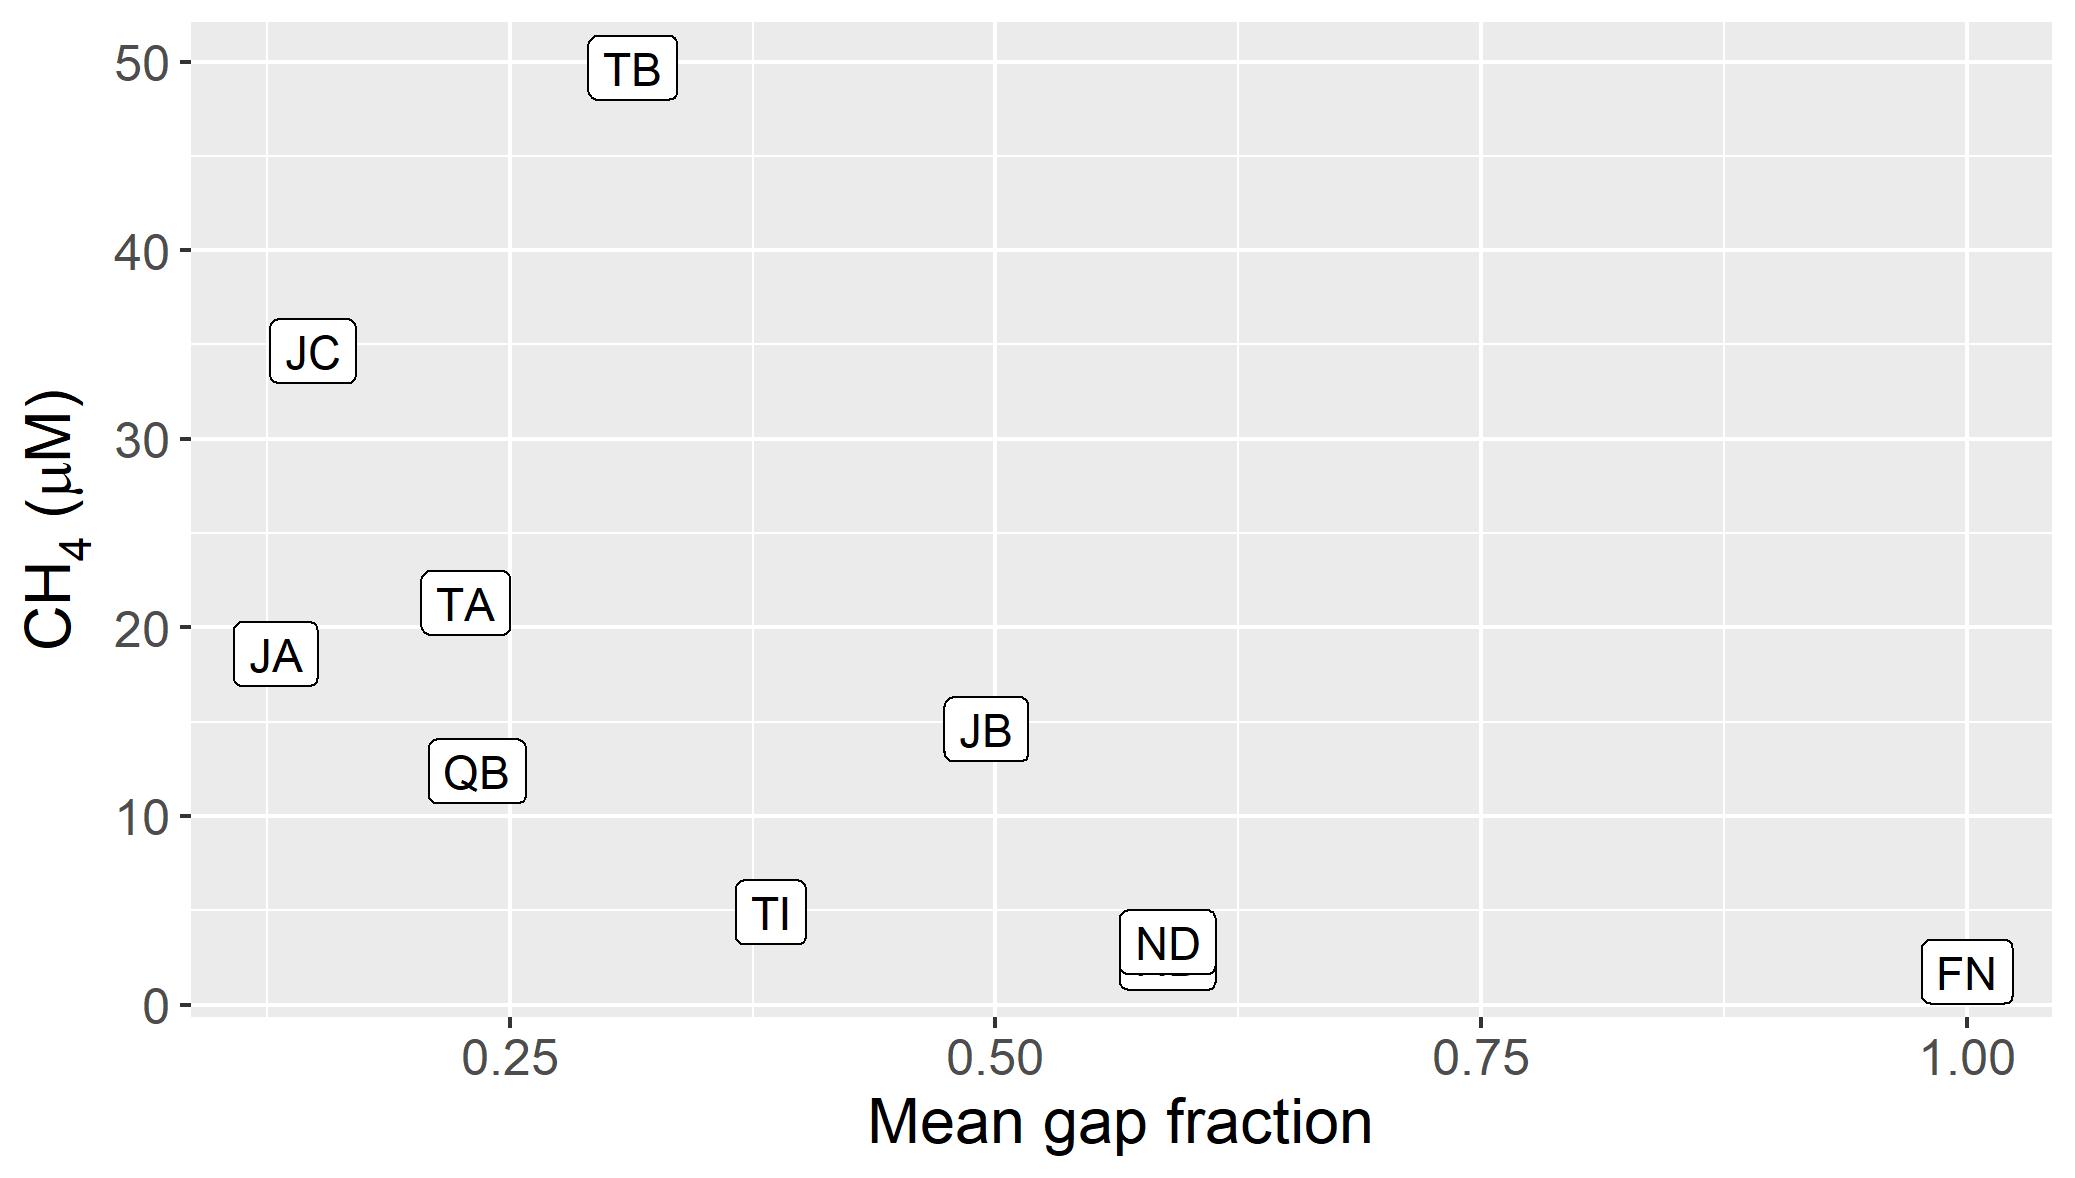 50
40
30
20
10
0
CH4 (μM)
TB
JC
TA
JA
QB
JB
TI
ND
FN
0.25 0.50 0.75 1.00
Mean gap fraction